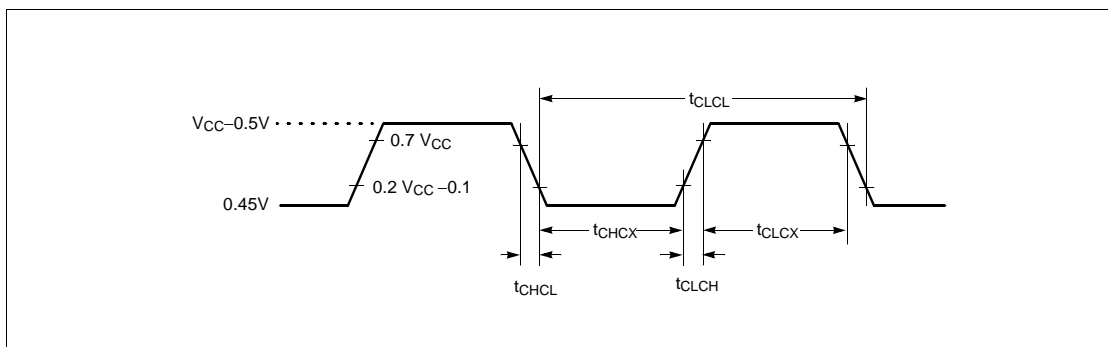 tCLCL
VCC–0.5V
0.7 VCC
0.2 VCC –0.1
0.45V
tCHCX
tCLCX
tCHCL
tCLCH